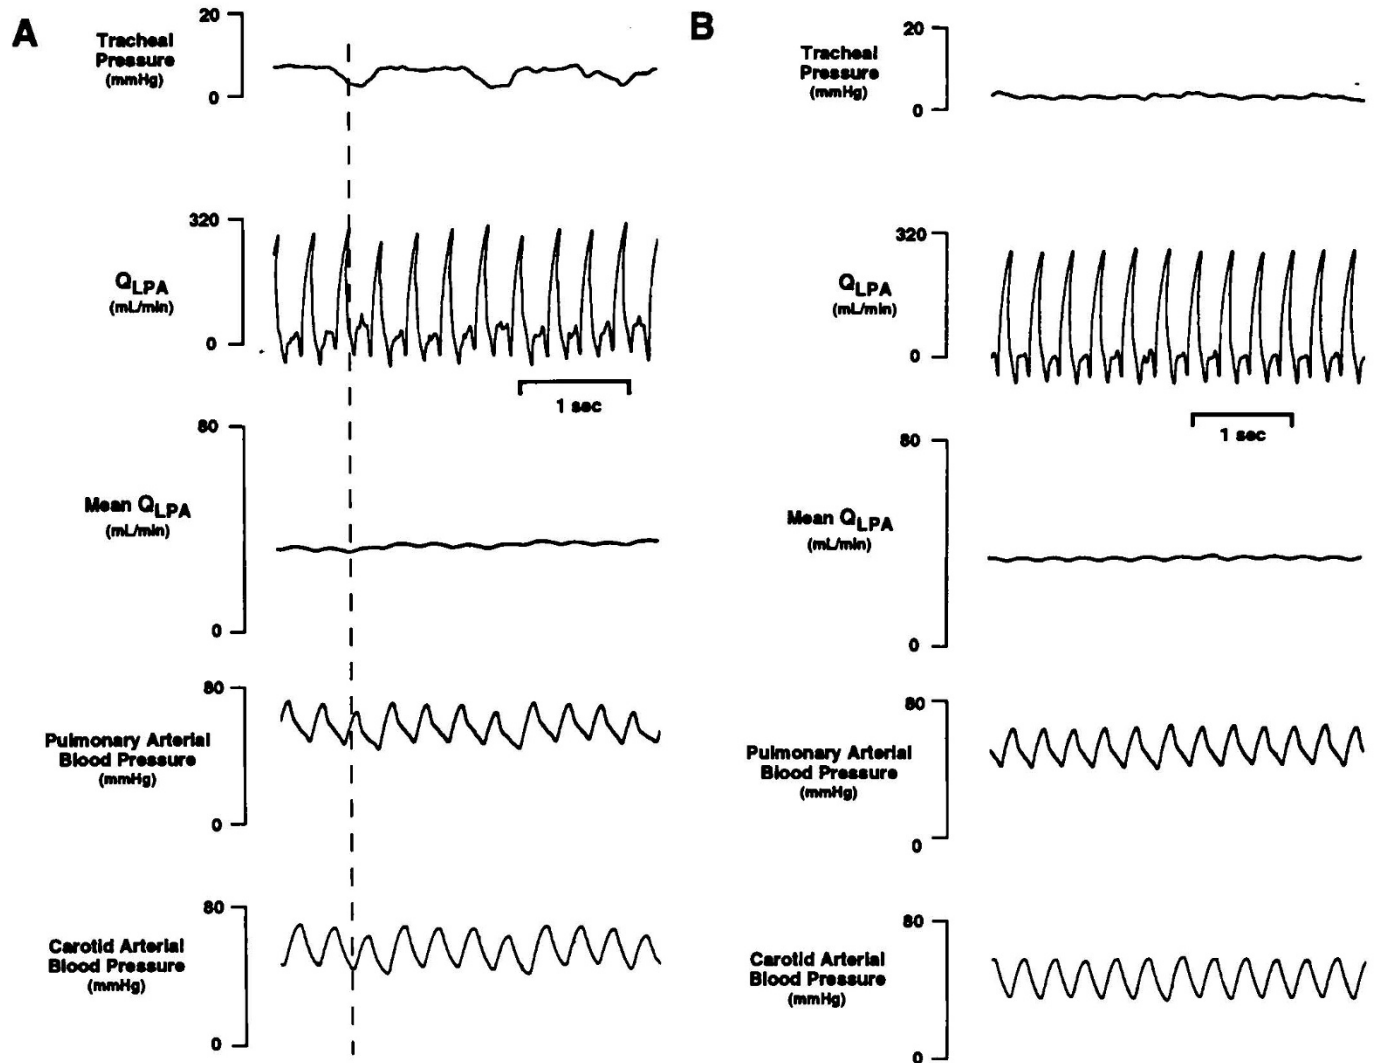 A
Tracheal
Pressure
(mmHg)
20
0
QLPA
(mL/min)
320
0
1 sec
Mean QLPA
(mL/min)
80
0
Pulmonary Arterial
Blood Pressure
(mmHg)
80
0
Carotid Arterial
Blood Pressure
(mmHg)
80
0
B
Tracheal
Pressure
(mmHg)
20
0
QLPA
(mL/min)
320
0
1 sec
Mean QLPA
(mL/min)
80
0
Pulmonary Arterial
Blood Pressure
(mmHg)
80
0
Carotid Arterial
Blood Pressure
(mmHg)
80
0